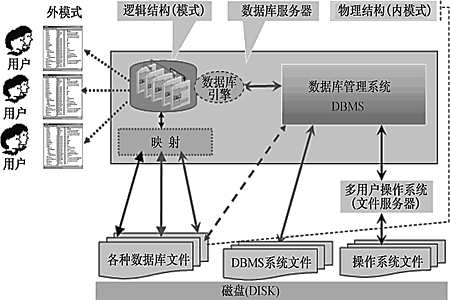 外模式
逻辑结构(模式)
数据库服务器
物理结构(内模式)
用户
用户
用户
数据库
引擎
数据库管理系统
DBMS
映 射
多用户操作系统
(文件服务器)
各种数据库文件
DBMS系统文件
操作系统文件
磁盘(DISK)